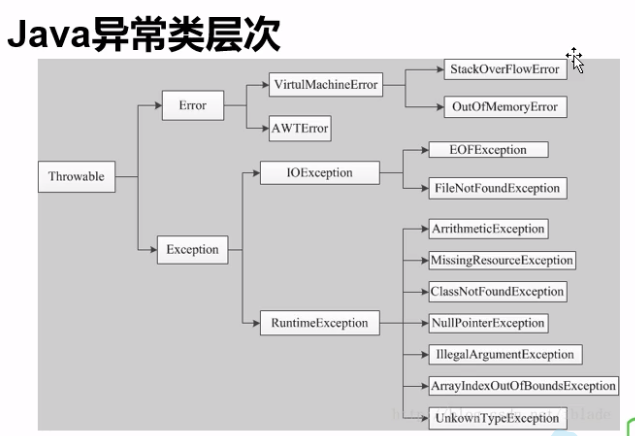 Java异常类层次
StackOverFlowError
VirtulMachineError
Error
OutOfMemoryError
AWTError
EOFException
IOException
Throwable
FileNotFoundException
ArrithmeticException
Exception
MissingResourceException
ClassNotFoundException
RuntimeException
NullPointerException
IllegalArgumentException
ArrayIndexOutOfBoundsException
UnkownTypeException